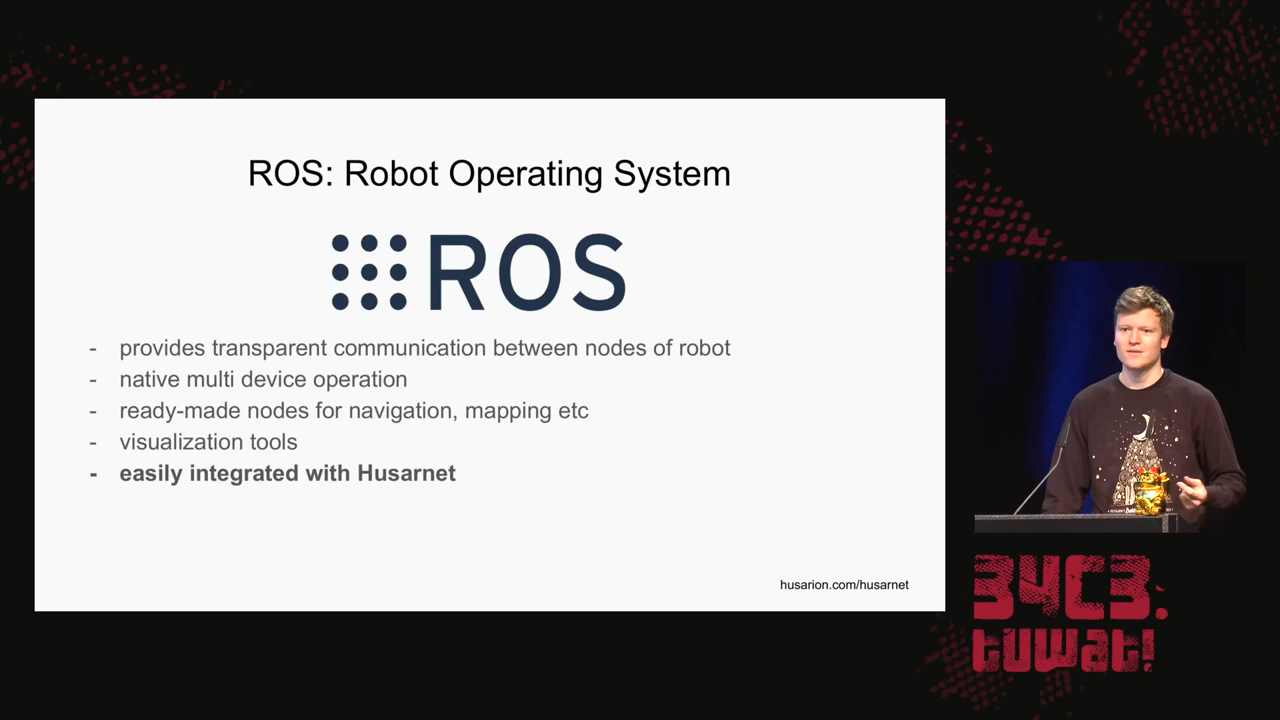 ROS: Robot Operating System
ROS
- provides transparent communication between nodes of robot
- native multi device operation
- ready-made nodes for navigation, mapping etc
- visualization tools
- easily integrated with Husarnet
husarion.com/husarnet
34C3.
tuwat!